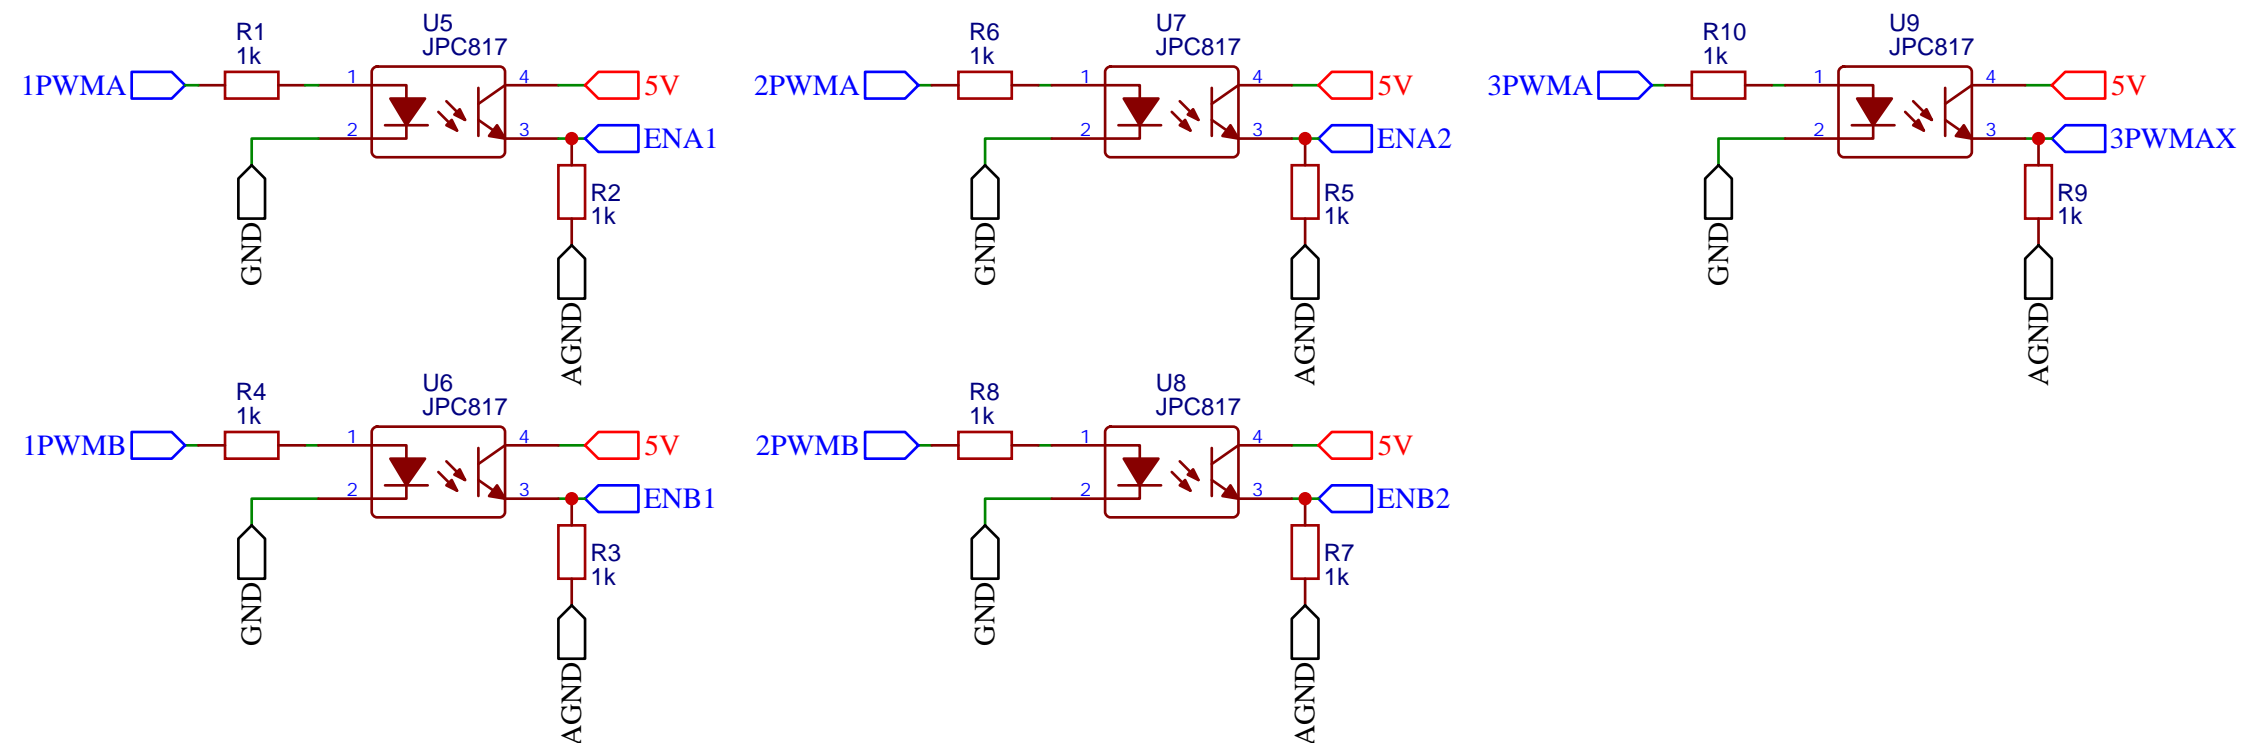 R1
1k
U5
JPC817
1PWMA
1
2
4
3
5V
ENA1
R2
1k
GND
AGND
R6
1k
U7
JPC817
2PWMA
1
2
4
3
5V
ENA2
R5
1k
GND
AGND
R10
1k
U9
JPC817
3PWMA
1
2
4
3
5V
3PWMAX
R9
1k
GND
AGND
R4
1k
U6
JPC817
1PWMB
1
2
4
3
5V
ENB1
R3
1k
GND
AGND
R8
1k
U8
JPC817
2PWMB
1
2
4
3
5V
ENB2
R7
1k
GND
AGND